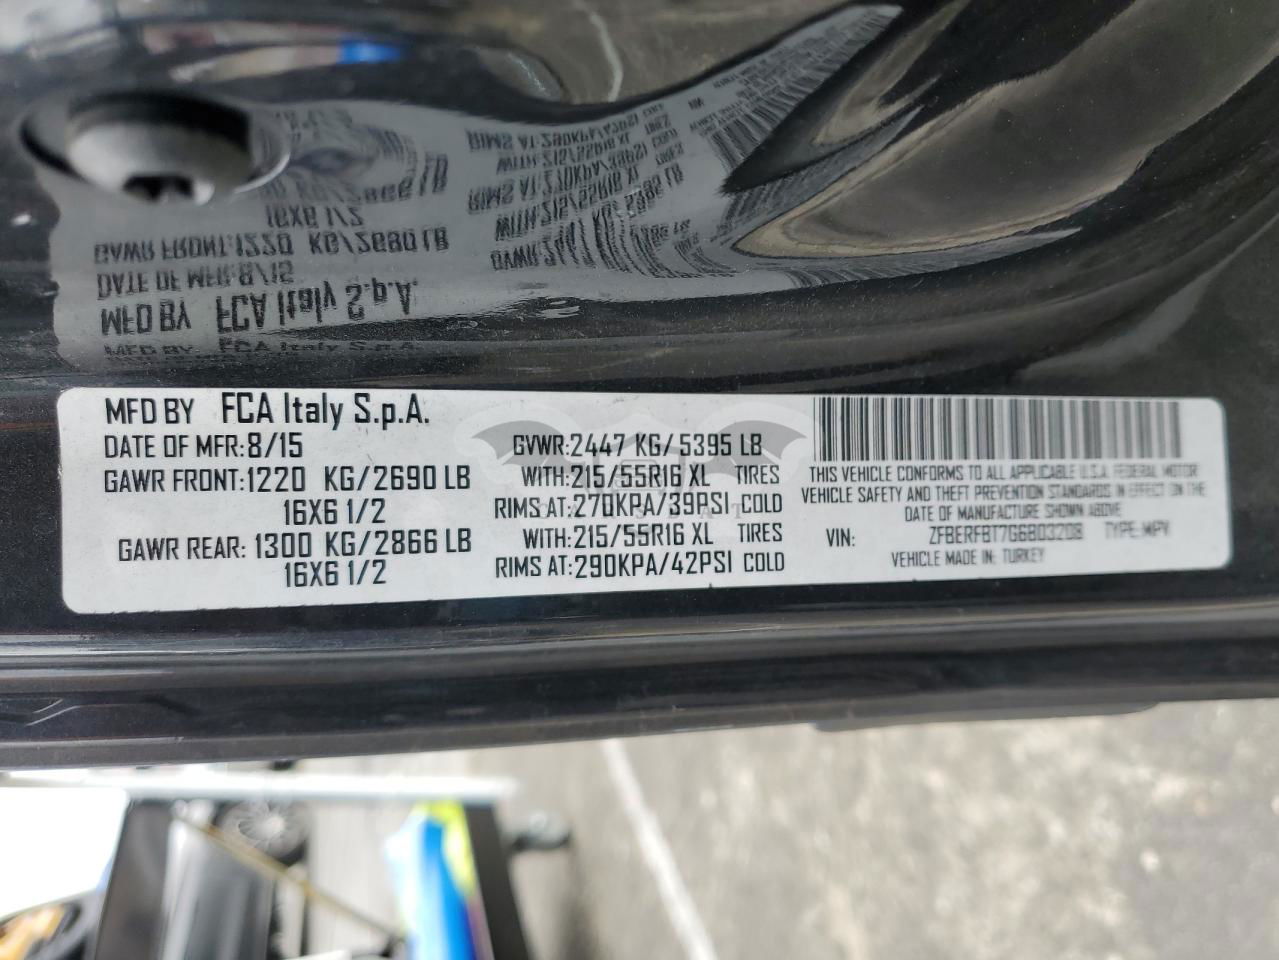 MFD BY FCA Italy S.p.A.
DATE OF MFR:8/15
GAWR FRONT:1220 KG/2690 LB
16X6 1/2
GAWR REAR: 1300 KG/2866 LB
16X6 1/2
GVWR:2447 KG/5395 LB
WITH:215/55R16 XL TIRES
RIMS AT:270KPA/39PSI COLD
WITH:215/55R16 XL TIRES
RIMS AT:290KPA/42PSI COLD
THIS VEHICLE CONFORMS TO ALL APPLICABLE U.S.A. FEDERAL MOTOR
VEHICLE SAFETY AND THEFT PREVENTION STANDARDS IN EFFECT ON THE
DATE OF MANUFACTURE SHOWN ABOVE
VIN: ZFBERFBT7G6B03208 TYPE:MPV
VEHICLE MADE IN: TURKEY